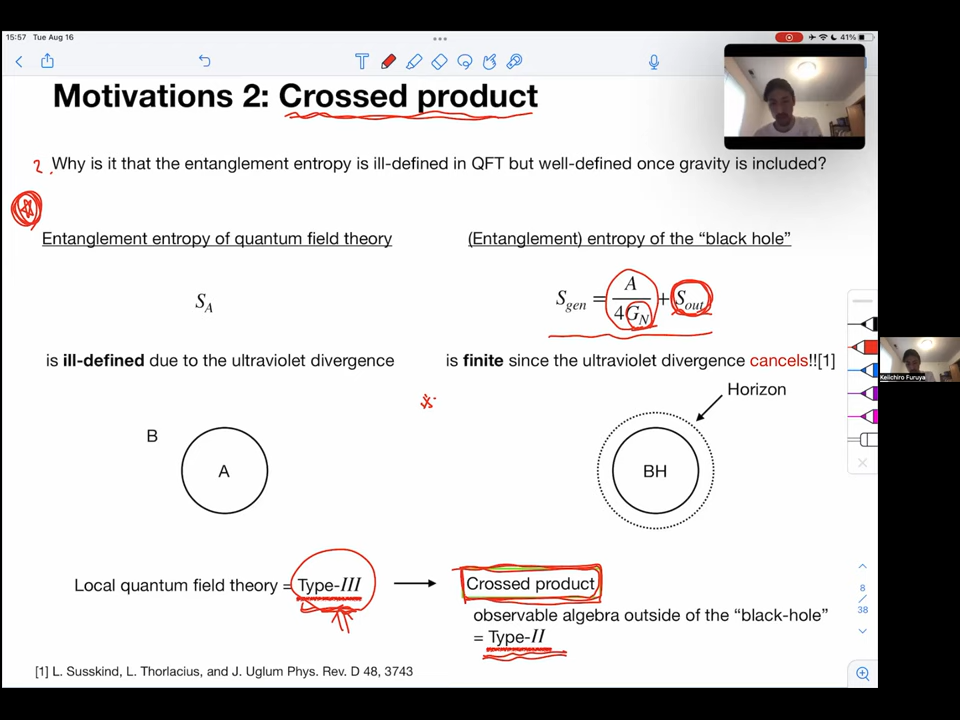 15:57 Tue Aug 16
41%
Motivations 2: Crossed product
2. Why is it that the entanglement entropy is ill-defined in QFT but well-defined once gravity is included?
Entanglement entropy of quantum field theory
(Entanglement) entropy of the “black hole”
S_A
S_gen = A/4G_N + S_out
is ill-defined due to the ultraviolet divergence
is finite since the ultraviolet divergence cancels!![1]
Keiichiro Furuya
Horizon
B
A
BH
Local quantum field theory = Type-III
Crossed product
observable algebra outside of the “black-hole”
= Type-II
8
/
38
[1] L. Susskind, L. Thorlacius, and J. Uglum Phys. Rev. D 48, 3743